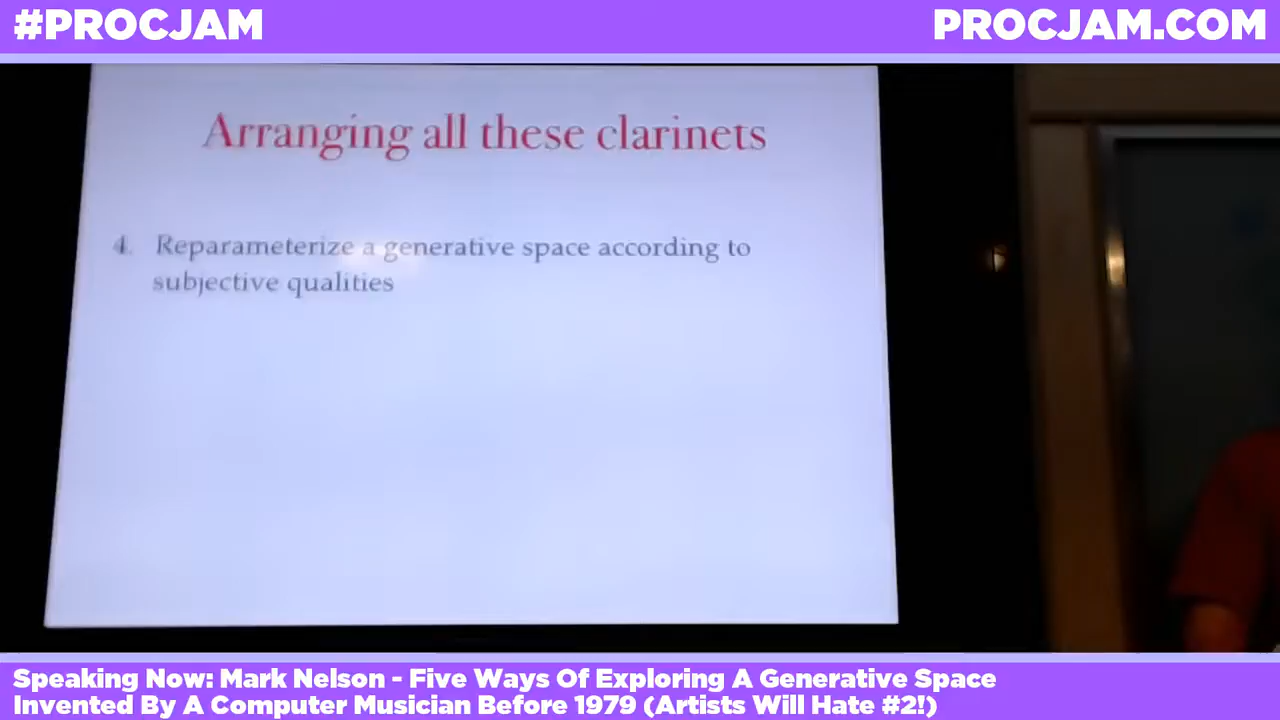 #PROCJAM
PROCJAM.COM
Arranging all these clarinets
4. Reparameterize a generative space according to
subjective qualities
Speaking Now: Mark Nelson - Five Ways Of Exploring A Generative Space
Invented By A Computer Musician Before 1979 (Artists Will Hate #2!)